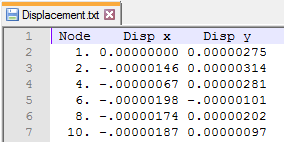 Displacement.txt
1 Node Disp x Disp y
2 1. 0.00000000 0.00000275
3 2. -.00000146 0.00000314
4 4. -.00000067 0.00000281
5 6. -.00000198 -.00000101
6 8. -.00000174 0.00000202
7 10. -.00000187 0.00000097